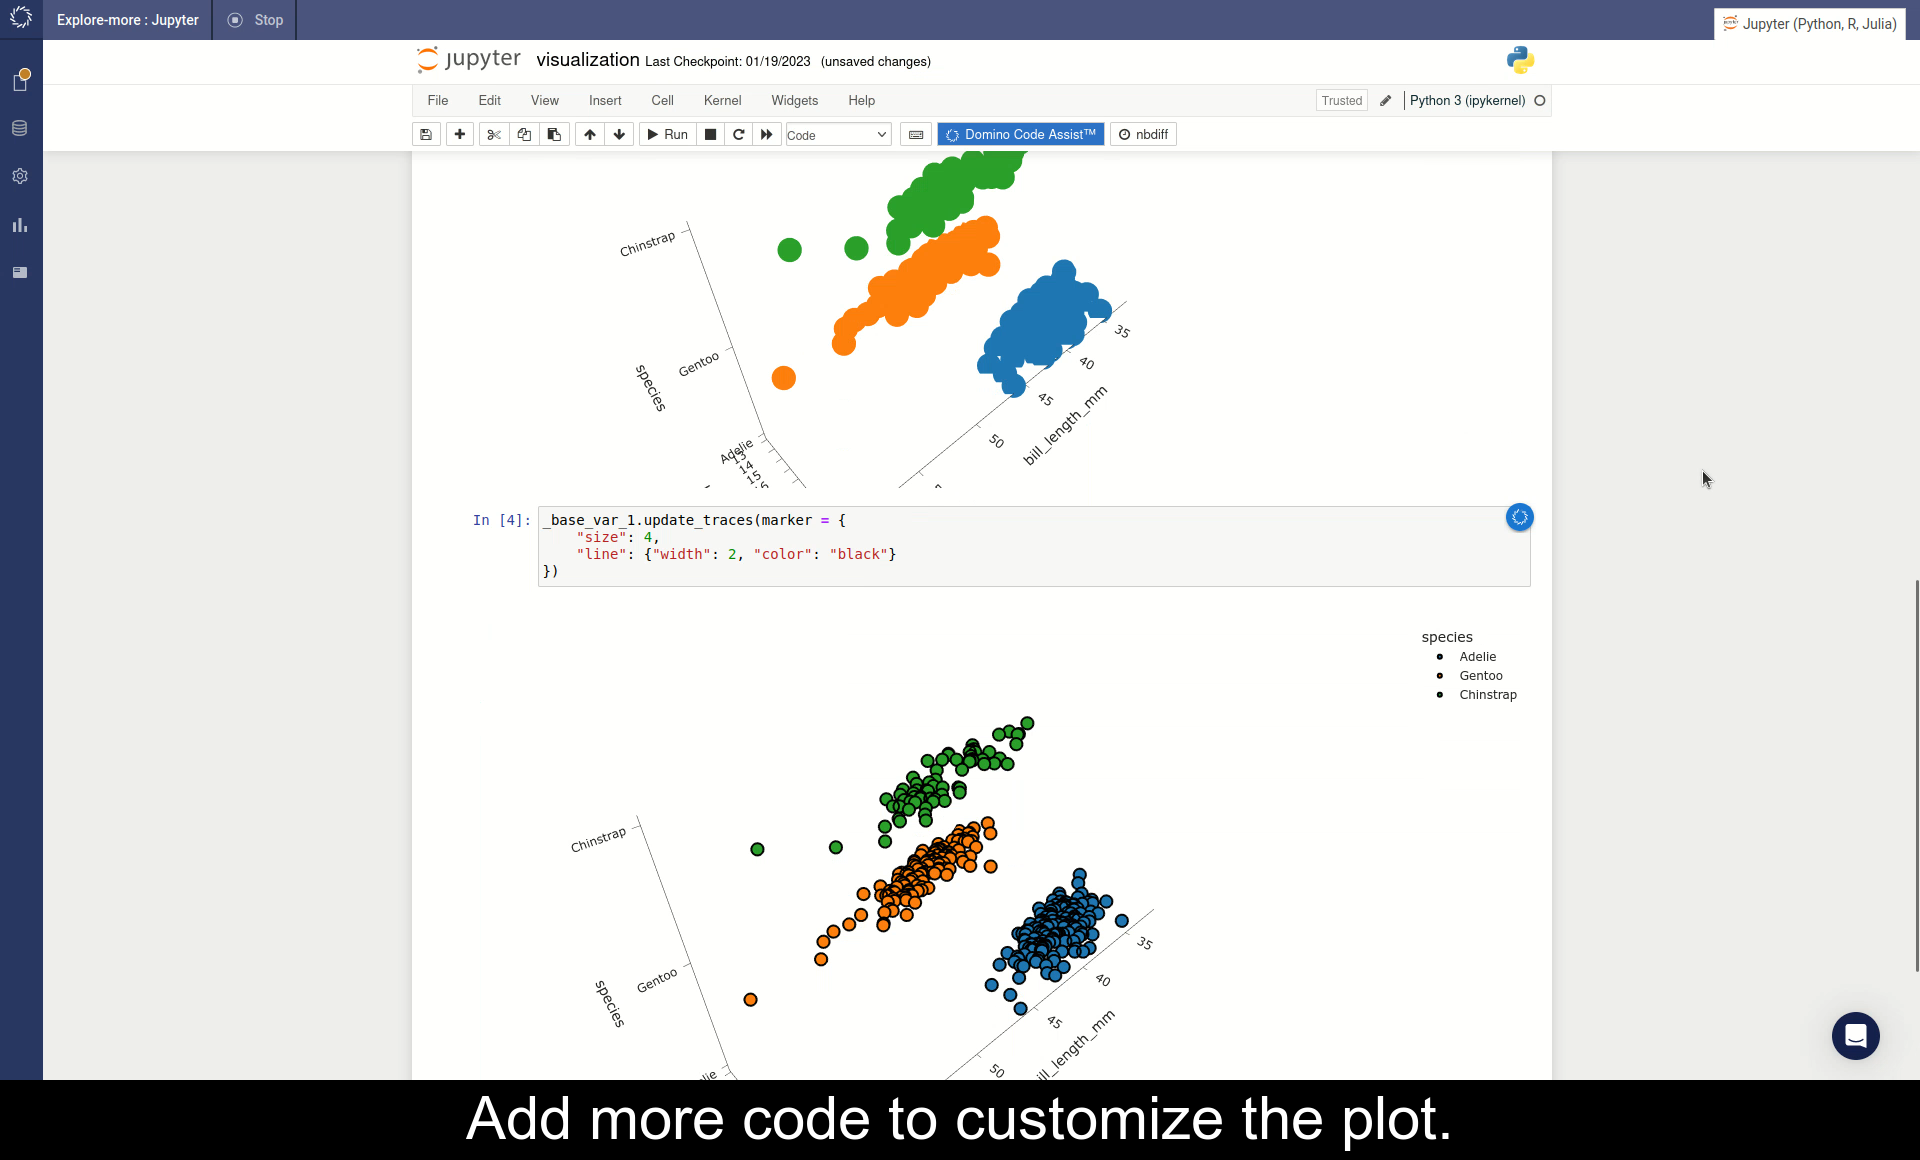 Explore-more : Jupyter
Stop
Jupyter (Python, R, Julia)
jupyter visualization Last Checkpoint: 01/19/2023 (unsaved changes)
File Edit View Insert Cell Kernel Widgets Help
Trusted
Python 3 (ipykernel)
Run
Code
Domino Code Assist™
nbdiff
Chinstrap
Gentoo
species
Adelie
13
14
15
35
40
45
50
bill_length_mm
In [4]:
_base_var_1.update_traces(marker = {
"size": 4,
"line": {"width": 2, "color": "black"}
})
species
Adelie
Gentoo
Chinstrap
Chinstrap
Gentoo
species
35
40
45
50
ill_length_mm
Add more code to customize the plot.